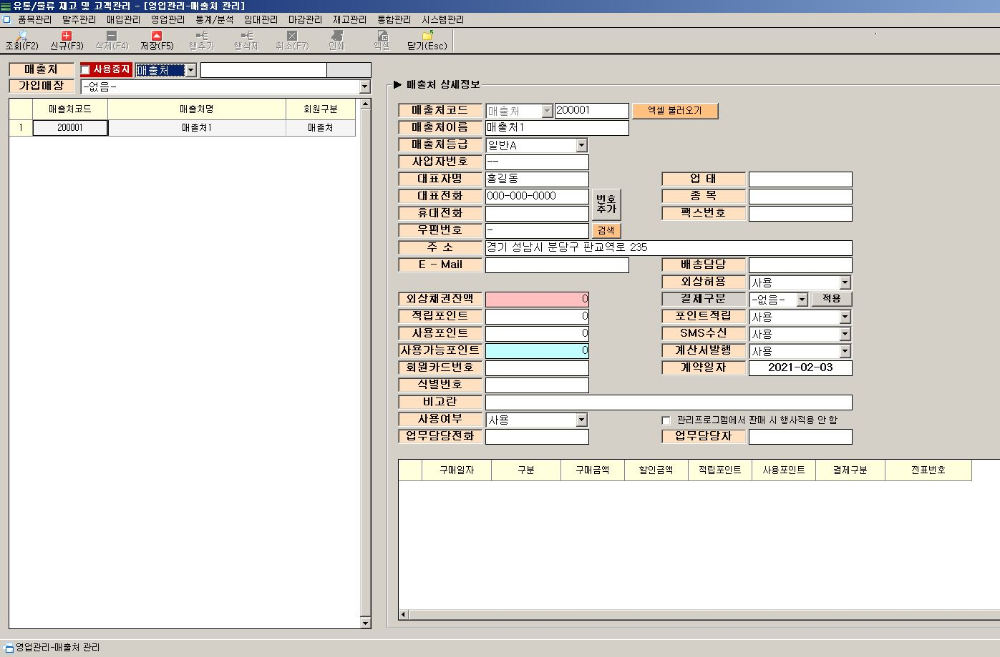 유통/물류 재고 및 고객관리 - [영업관리-매출처 관리]
품목관리 발주관리 매입관리 영업관리 통계/분석 임대관리 마감관리 재고관리 통합관리 시스템관리
조회(F2) 신규(F3) 삭제(F4) 저장(F5) 행추가 행삭제 취소(F7) 인쇄 엑셀 닫기(Esc)
매출처 사용중지 매출처
가입매장 -없음-
매출처코드 매출처명 회원구분
1 200001 매출처1 매출처
▶ 매출처 상세정보
매출처코드 매출처 200001 엑셀 불러오기
매출처이름 매출처1
매출처등급 일반A
사업자번호 --
대표자명 홍길동 업 태
대표전화 000-000-0000 번호추가 종 목
휴대전화 팩스번호
우편번호 - 검색
주 소 경기 성남시 분당구 판교역로 235
E - Mail 배송담당
외상허용 사용
외상채권잔액 0 결제구분 -없음- 적용
적립포인트 0 포인트적립 사용
사용포인트 0 SMS수신 사용
사용가능포인트 0 계산서발행 사용
회원카드번호 계약일자 2021-02-03
식별번호
비고란
사용여부 사용 관리프로그램에서 판매 시 행사적용 안 함
업무담당전화 업무담당자
구매일자 구분 구매금액 할인금액 적립포인트 사용포인트 결제구분 전표번호
영업관리-매출처 관리